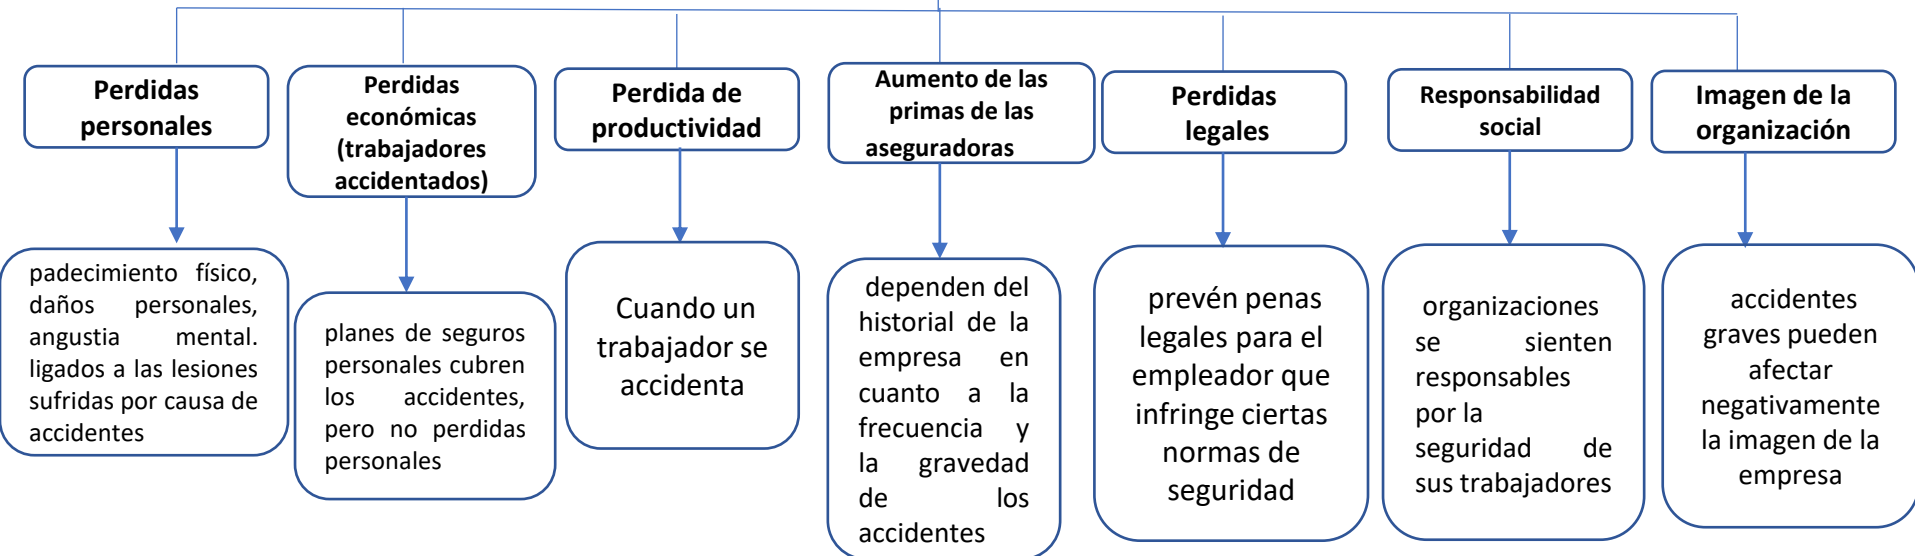 Perdidas
personales
Perdidas
económicas
(trabajadores
accidentados)
Perdida de
productividad
Aumento de las
primas de las
aseguradoras
Perdidas
legales
Responsabilidad
social
Imagen de la
organización
padecimiento físico,
daños personales,
angustia mental.
ligados a las lesiones
sufridas por causa de
accidentes
planes de seguros
personales cubren
los accidentes,
pero no perdidas
personales
Cuando un
trabajador se
accidenta
dependen del
historial de la
empresa en
cuanto a la
frecuencia y
la gravedad
de los
accidentes
prevén penas
legales para el
empleador que
infringe ciertas
normas de
seguridad
organizaciones
se sienten
responsables
por la
seguridad de
sus trabajadores
accidentes
graves pueden
afectar
negativamente
la imagen de la
empresa